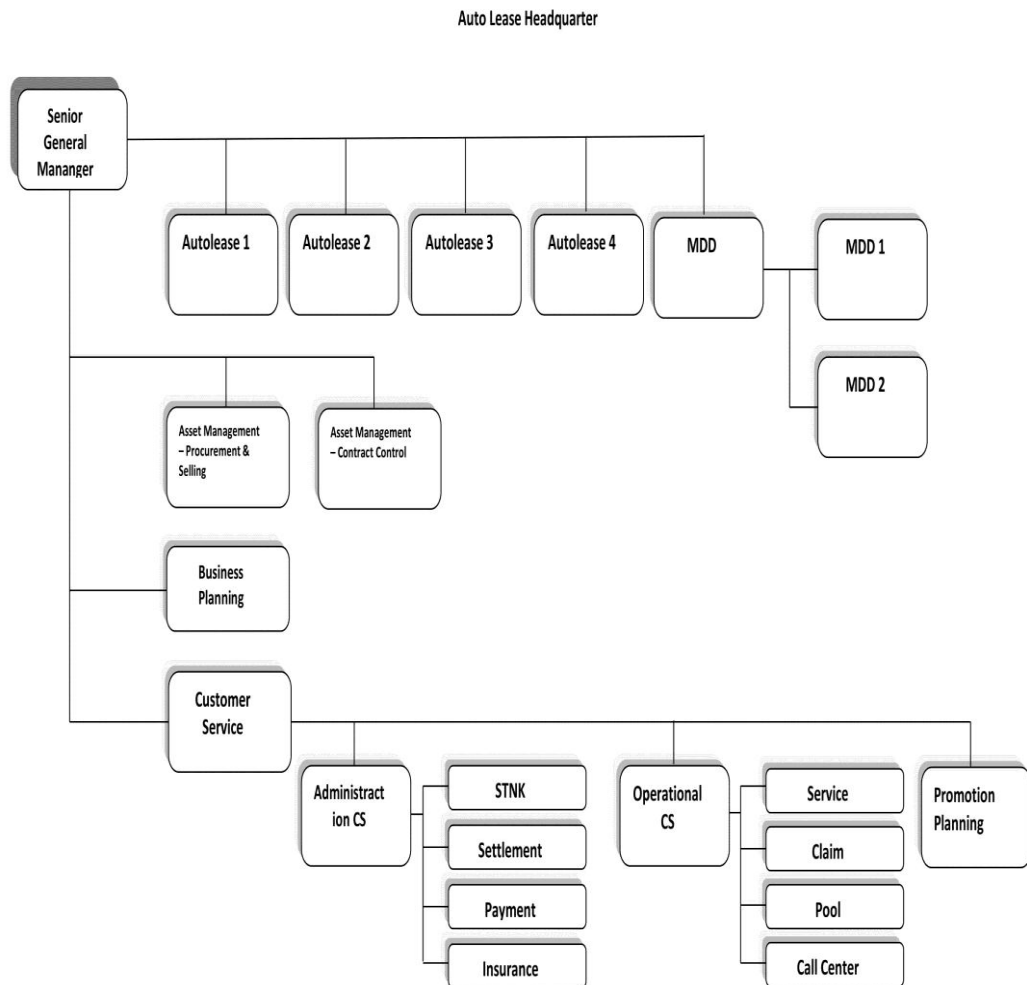 Auto Lease Headquarter
Senior
General
Mananger
Autolease 1
Autolease 2
Autolease 3
Autolease 4
MDD
MDD 1
MDD 2
Asset Management
– Procurement &
Selling
Asset Management
– Contract Control
Business
Planning
Customer
Service
Administract
ion CS
STNK
Settlement
Payment
Insurance
Operational
CS
Service
Claim
Pool
Call Center
Promotion
Planning